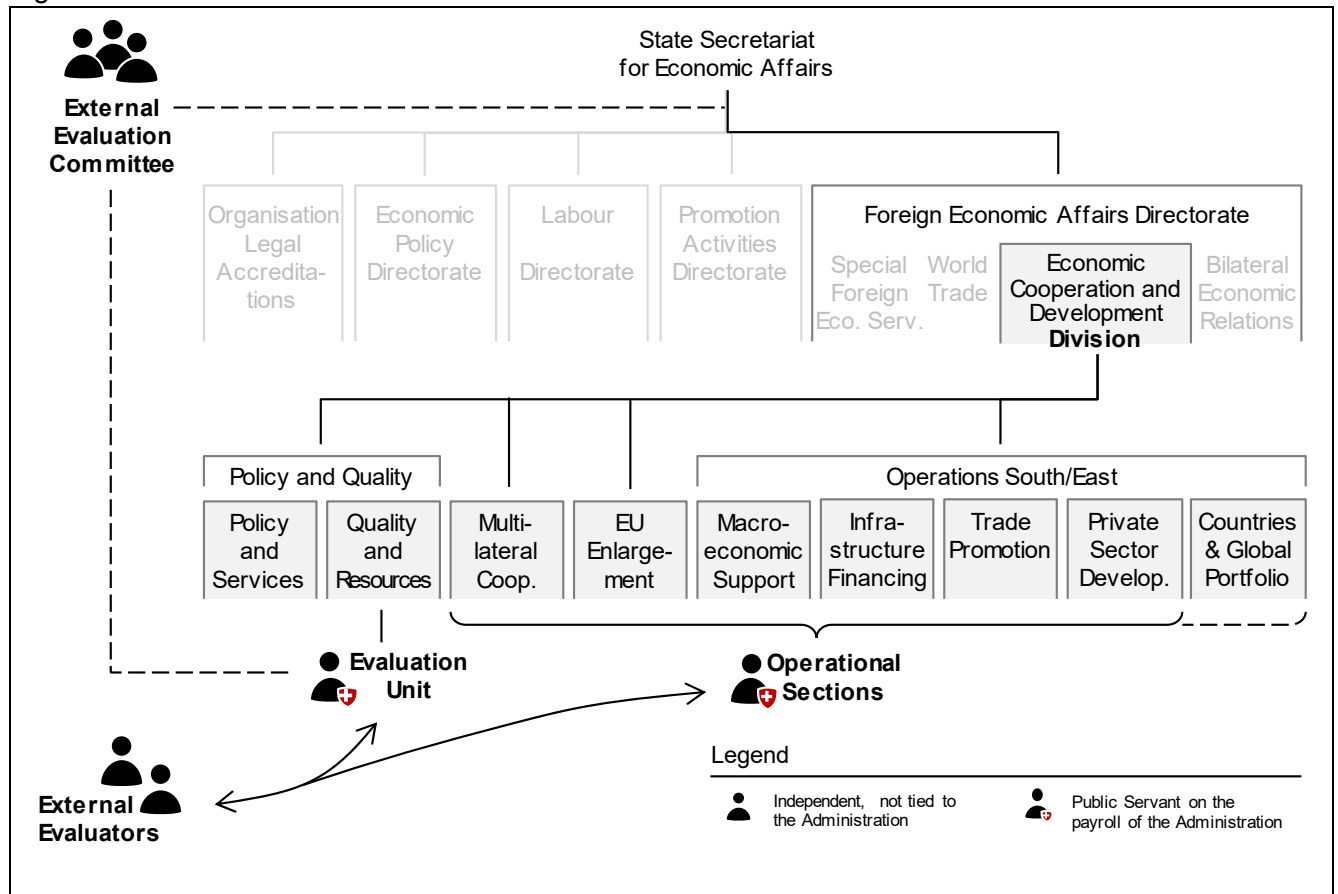 State Secretariat
for Economic Affairs
External
Evaluation
Committee
Organisation
Legal
Accredita-
tions
Economic
Policy
Directorate
Labour
Directorate
Promotion
Activities
Directorate
Foreign Economic Affairs Directorate
Special
Foreign
Eco. Serv.
World
Trade
Economic
Cooperation and
Development
Division
Bilateral
Economic
Relations
Policy and Quality
Operations South/East
Policy
and
Services
Quality
and
Resources
Multi-
lateral
Coop.
EU
Enlarge-
ment
Macro-
economic
Support
Infra-
structure
Financing
Trade
Promotion
Private
Sector
Develop.
Countries
& Global
Portfolio
Evaluation
Unit
Operational
Sections
External
Evaluators
Legend
Independent, not tied to
the Administration
Public Servant on the
payroll of the Administration